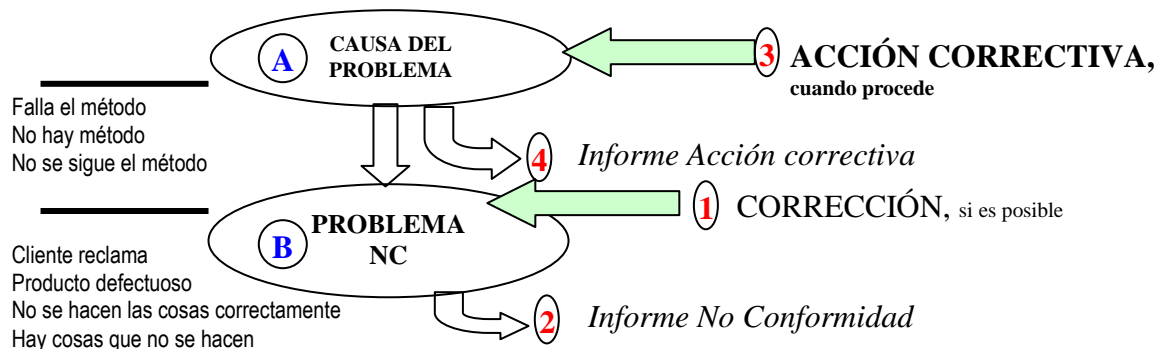 A
CAUSA DEL
PROBLEMA
3 ACCIÓN CORRECTIVA,
cuando procede
Falla el método
No hay método
No se sigue el método
4 Informe Acción correctiva
1 CORRECCIÓN, si es posible
B
PROBLEMA
NC
Cliente reclama
Producto defectuoso
No se hacen las cosas correctamente
Hay cosas que no se hacen
2 Informe No Conformidad